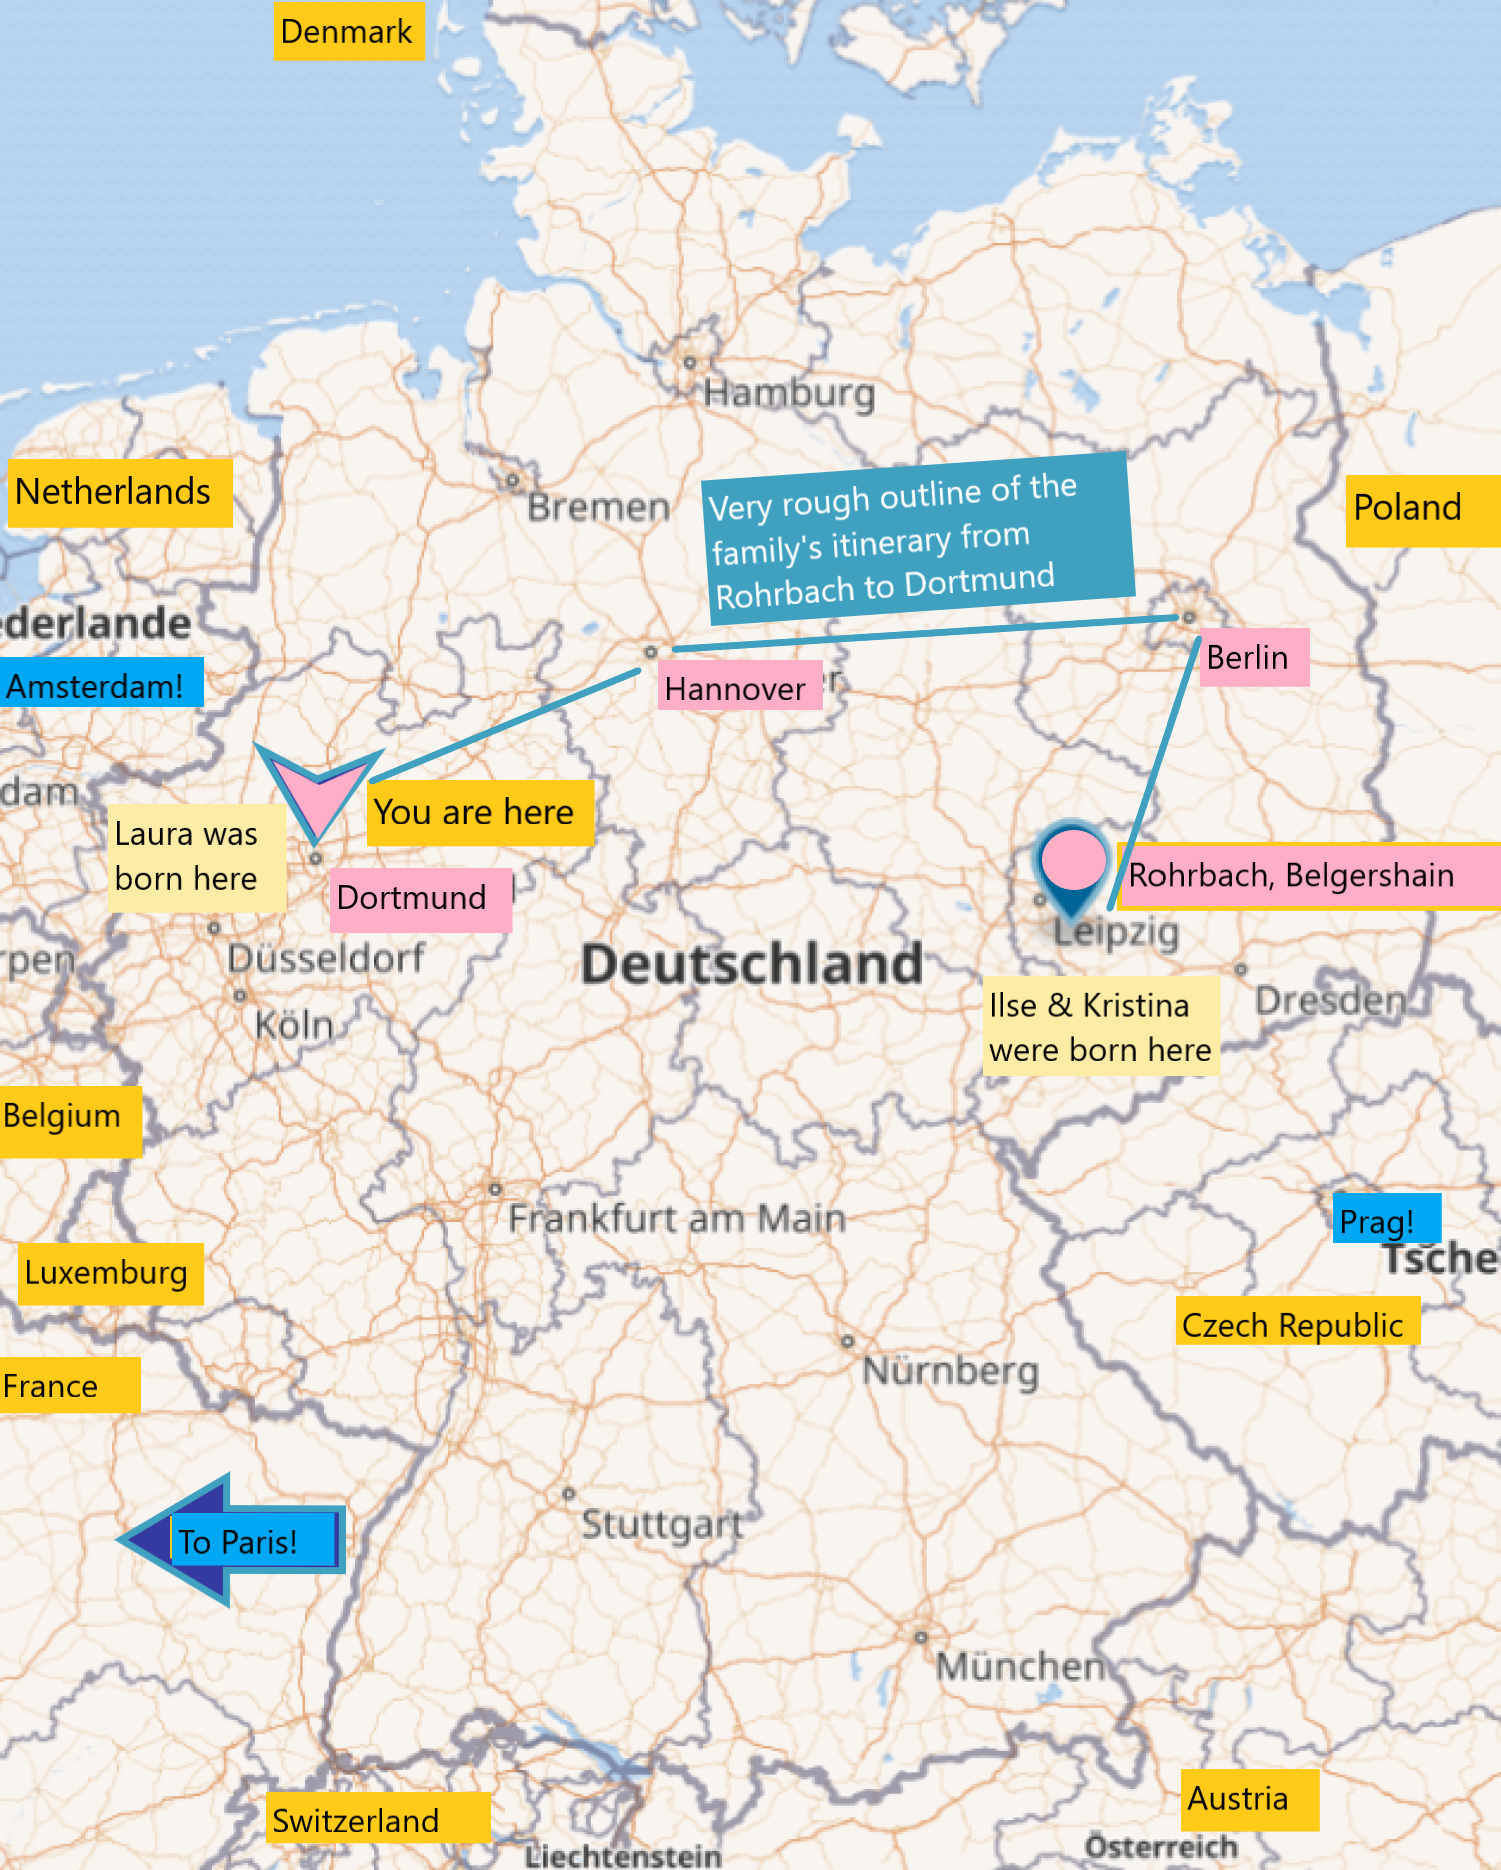 Denmark
Hamburg
Netherlands
Bremen
Very rough outline of the
family's itinerary from
Rohrbach to Dortmund
Poland
ederlande
Amsterdam!
Hannover
er
Berlin
dam
You are here
Laura was
born here
Dortmund
Rohrbach, Belgershain
Leipzig
rpen
Düsseldorf
Deutschland
Köln
Ilse & Kristina
were born here
Dresden
Belgium
Frankfurt am Main
Prag!
Tsche
Luxemburg
Czech Republic
France
Nürnberg
To Paris!
Stuttgart
München
Switzerland
Austria
Liechtenstein
Österreich